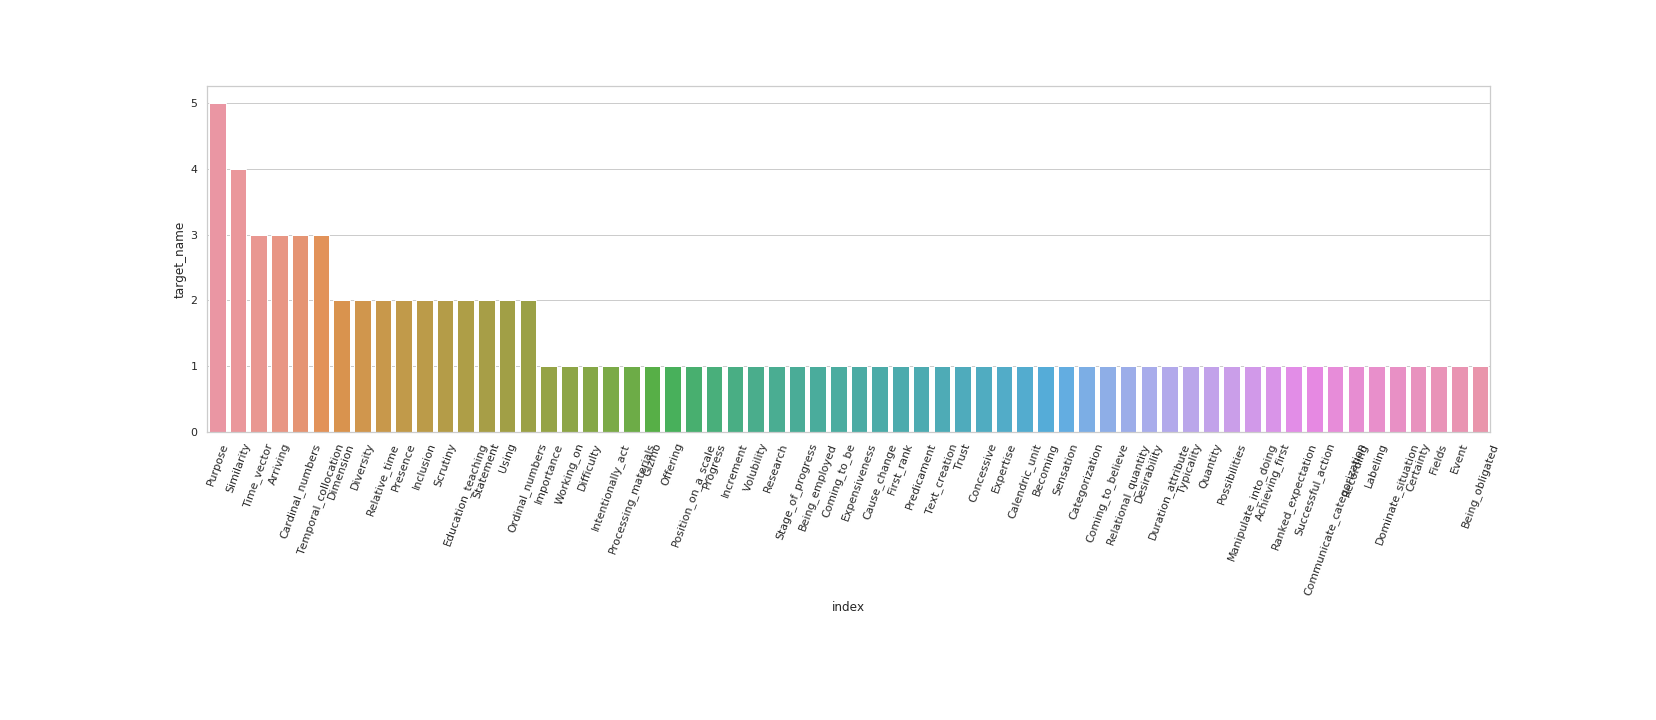 5
4
3
2
1
0
target_name
Purpose
Similarity
Time_vector
Arriving
Cardinal_numbers
Temporal_collocation
Dimension
Diversity
Relative_time
Presence
Inclusion
Scrutiny
Education_teaching
Statement
Using
Ordinal_numbers
Importance
Working_on
Difficulty
Intentionally_act
Processing_materials
Gizmo
Offering
Position_on_a_scale
Progress
Increment
Volubility
Research
Stage_of_progress
Being_employed
Coming_to_be
Expensiveness
Cause_change
First_rank
Predicament
Text_creation
Trust
Concessive
Expertise
Calendric_unit
Becoming
Sensation
Categorization
Coming_to_believe
Relational_quantity
Desirability
Duration_attribute
Typicality
Quantity
Possibilities
Manipulate_into_doing
Achieving_first
Ranked_expectation
Successful_action
Communicate_categorization
Recording
Labeling
Dominate_situation
Certainty
Fields
Event
Being_obligated
index